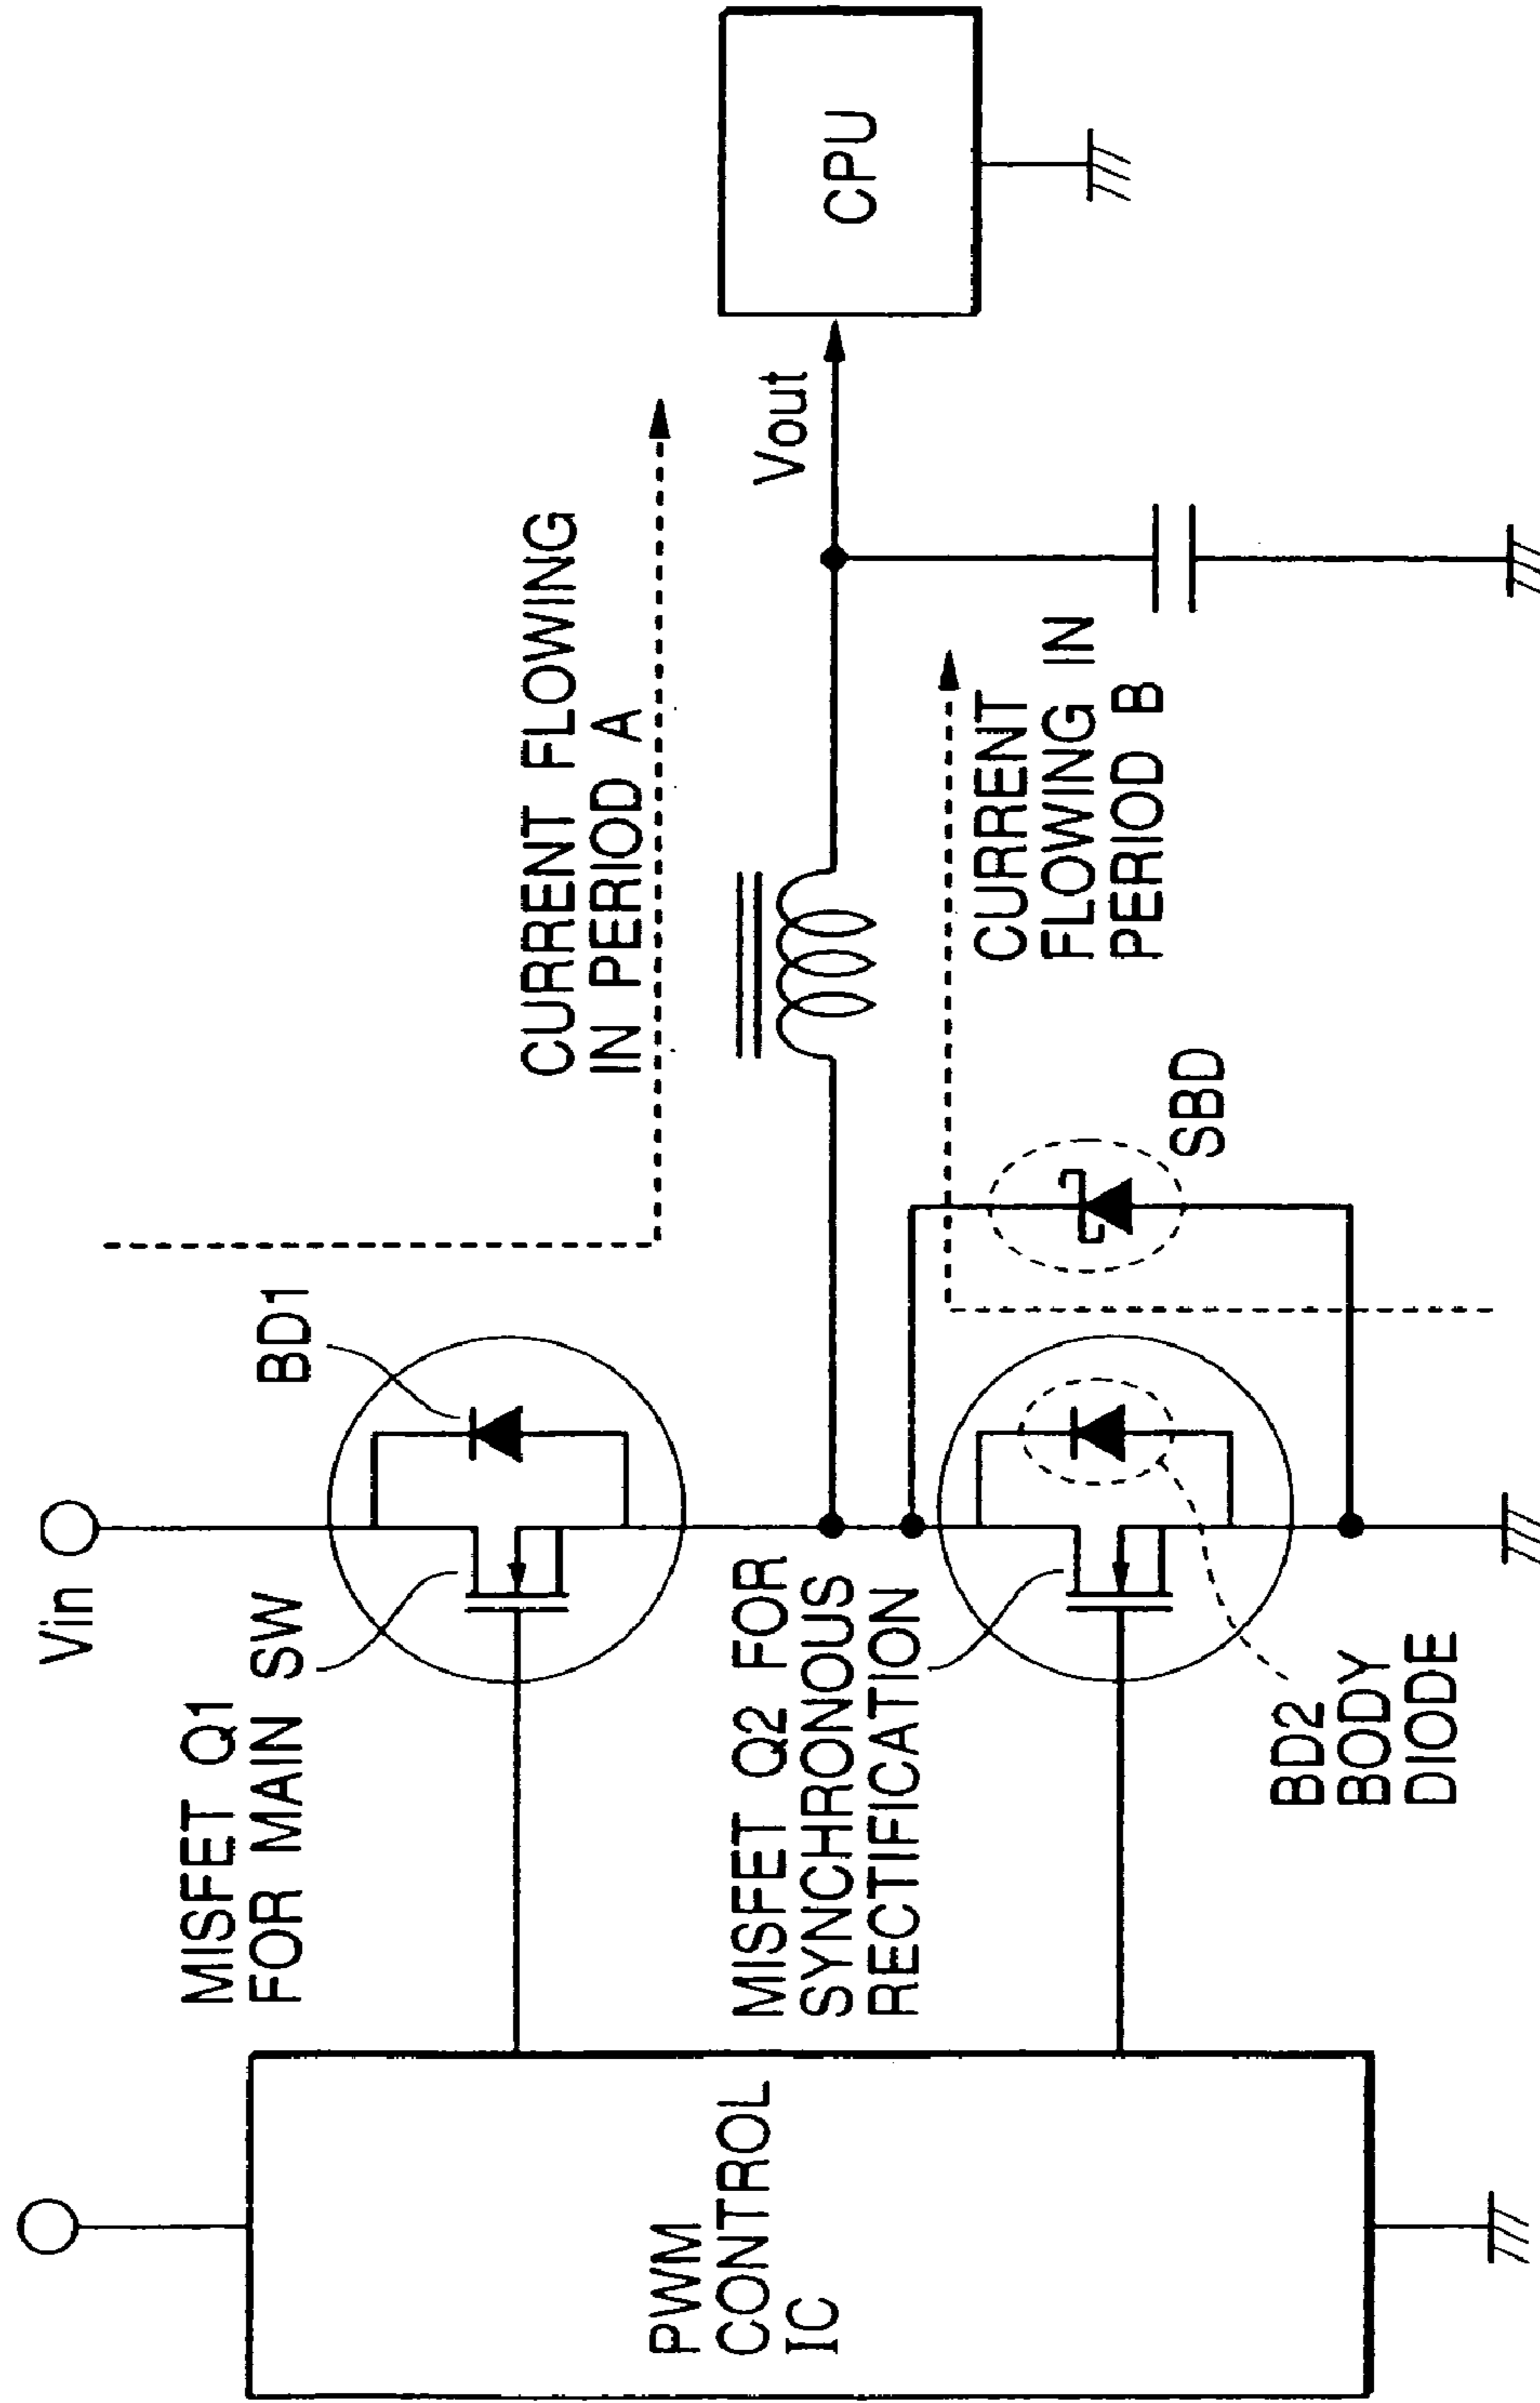 Vin
BD1
MISFET Q1
FOR MAIN SW
CURRENT FLOWING
IN PERIOD A
PWM
CONTROL
IC
MISFET Q2 FOR
SYNCHRONOUS
RECTIFICATION
Vout
CPU
CURRENT
FLOWING IN
PERIOD B
SBD
BD2
BODY
DIODE